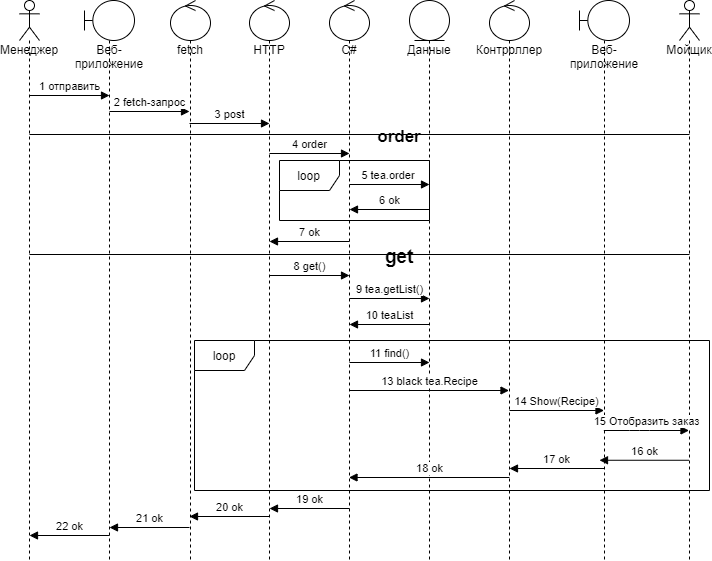 Менеджер
Веб-
приложение
fetch
HTTP
C#
Данные
Контроллер
Веб-
приложение
Мойщик
1 отправить
2 fetch-запрос
3 post
order
4 order
loop
5 tea.order
6 ok
7 ok
get
8 get()
9 tea.getList()
10 teaList
loop
11 find()
13 black tea.Recipe
14 Show(Recipe)
15 Отобразить заказ
16 ok
17 ok
18 ok
19 ok
20 ok
21 ok
22 ok